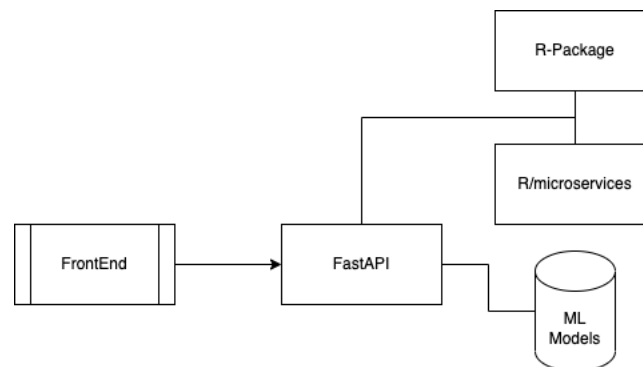 R-Package
R/microservices
FrontEnd
FastAPI
ML
Models